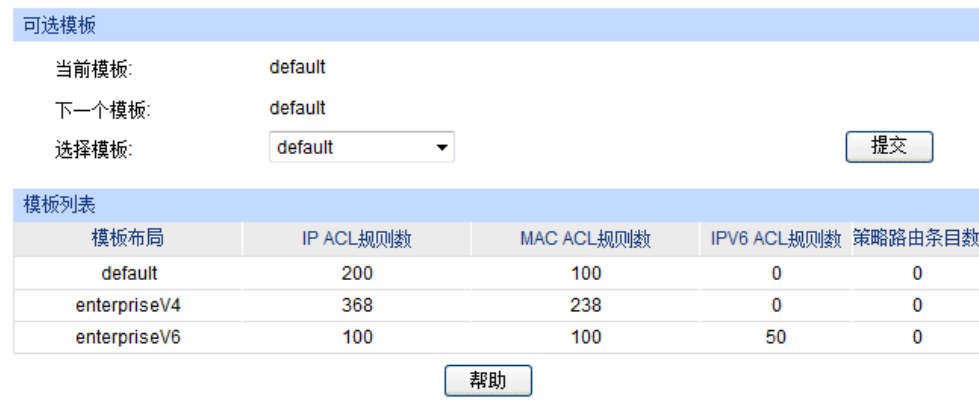 可选模板
当前模板: default
下一个模板: default
选择模板: default 提交
模板列表
模板布局 IP ACL规则数 MAC ACL规则数 IPV6 ACL规则数 策略路由条目数
default 200 100 0 0
enterpriseV4 368 238 0 0
enterpriseV6 100 100 50 0
帮助